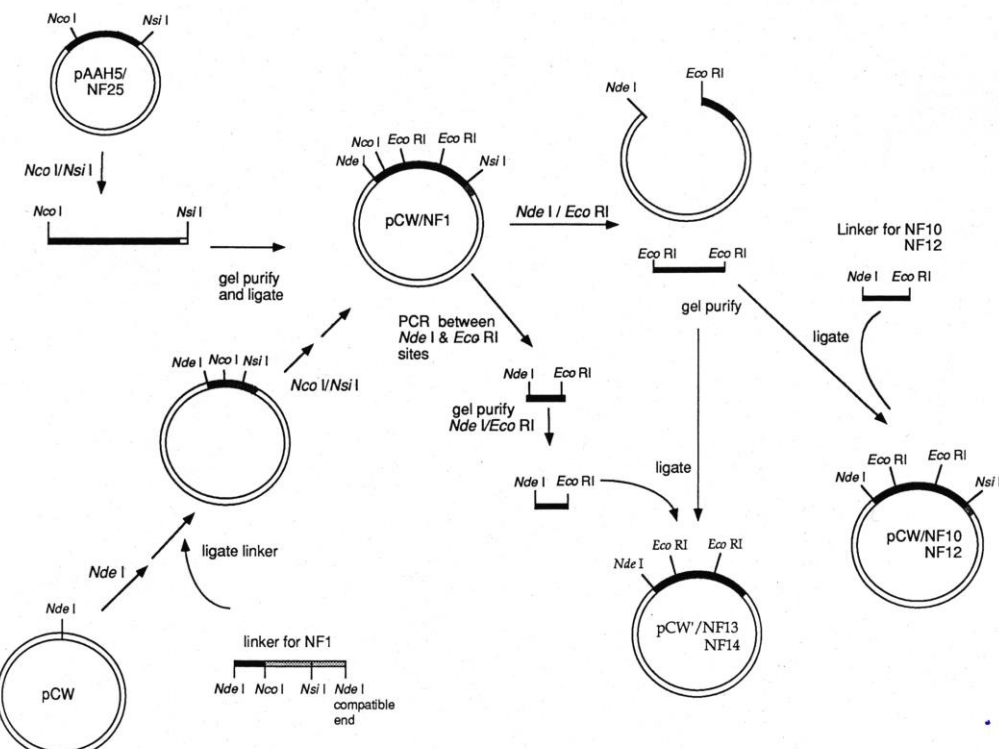 Nco I
Nsi I
pAAH5/
NF25
Nco I/Nsi I
Nco I
Nsi I
gel purify
and ligate
Nde I
Nco I
Eco RI
Eco RI
Nsi I
pCW/NF1
Nde I / Eco RI
Nde I
Eco RI
Eco RI
Eco RI
gel purify
Linker for NF10
NF12
Nde I
Eco RI
ligate
PCR between
Nde I & Eco RI
sites
Nde I
Eco RI
gel purify
Nde I/Eco RI
Nde I
Eco RI
ligate
Nde I
Nco I
Nsi I
Nco I/Nsi I
ligate linker
Nde I
Nde I
pCW
linker for NF1
Nde I
Nco I
Nsi I
Nde I
compatible
end
Nde I
Eco RI
Eco RI
pCW'/NF13
NF14
Nde I
Eco RI
Eco RI
Nsi I
pCW/NF10
NF12